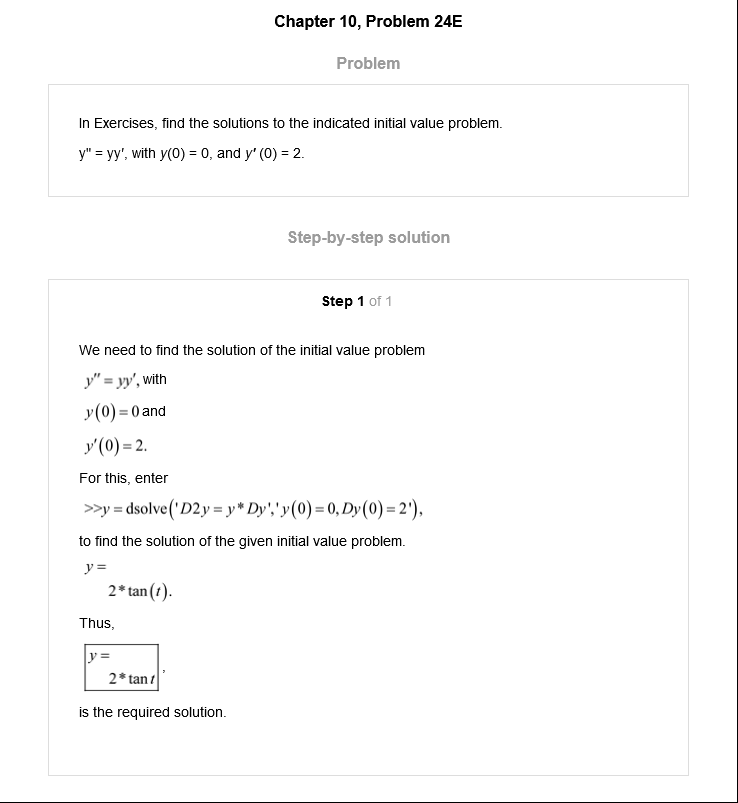 Chapter 10, Problem 24E
Problem
In Exercises, find the solutions to the indicated initial value problem.
y" = yy', with y(0) = 0, and y' (0) = 2.
Step-by-step solution
Step 1 of 1
We need to find the solution of the initial value problem
y″ = yy′, with
y(0) = 0 and
y′(0) = 2.
For this, enter
>>y = dsolve('D2y = y * Dy',' y(0) = 0, Dy(0) = 2'),
to find the solution of the given initial value problem.
y =
2 * tan(t).
Thus,
y =
2 * tan t,
is the required solution.